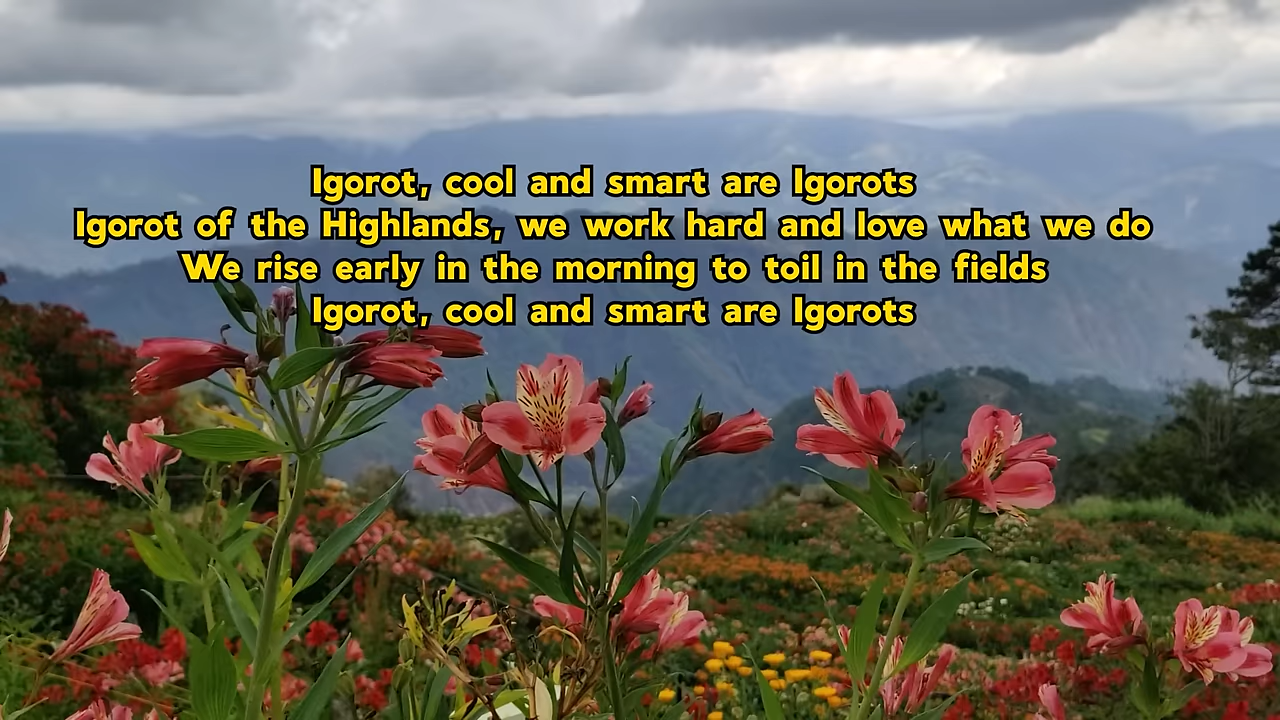 Igorot, cool and smart are Igorots
Igorot of the Highlands, we work hard and love what we do
We rise early in the morning to toil in the fields
Igorot, cool and smart are Igorots